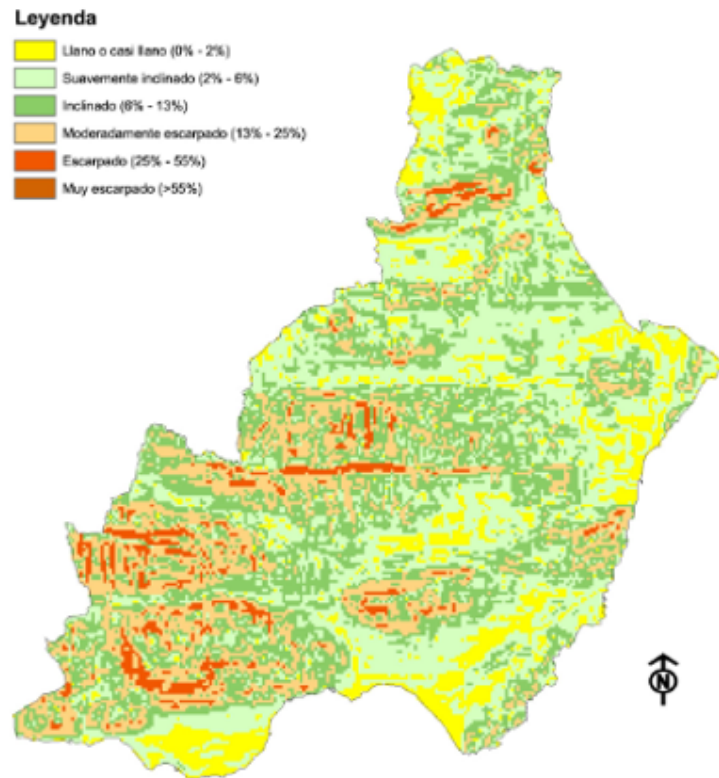 Leyenda
Llano o casi llano (0% - 2%)
Suavemente inclinado (2% - 6%)
Inclinado (6% - 13%)
Moderadamente escarpado (13% - 25%)
Escarpado (25% - 55%)
Muy escarpado (>55%)
N